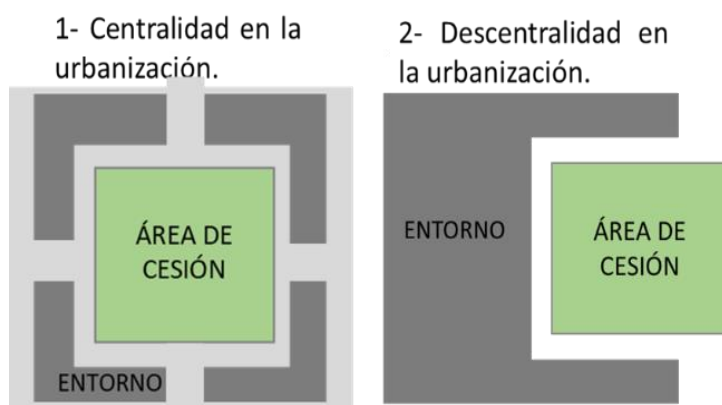 1- Centralidad en la
urbanización.
2- Descentralidad en
la urbanización.
ÁREA DE
CESIÓN
ENTORNO
ENTORNO
ÁREA DE
CESIÓN